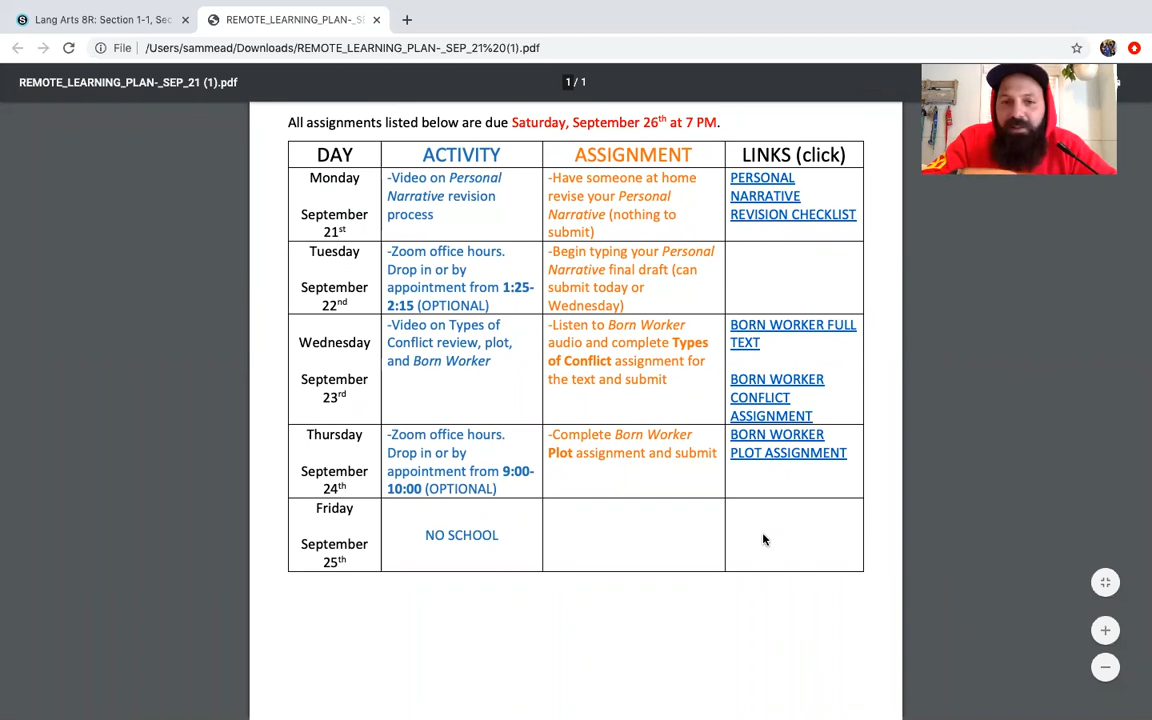 Lang Arts 8R: Section 1-1, Sec
REMOTE_LEARNING_PLAN-_SE
File /Users/sammead/Downloads/REMOTE_LEARNING_PLAN-_SEP_21%20(1).pdf
REMOTE_LEARNING_PLAN-_SEP_21 (1).pdf
1 / 1
All assignments listed below are due Saturday, September 26th at 7 PM.
DAY
ACTIVITY
ASSIGNMENT
LINKS (click)
Monday
September
21st
-Video on Personal
Narrative revision
process
-Have someone at home
revise your Personal
Narrative (nothing to
submit)
PERSONAL
NARRATIVE
REVISION CHECKLIST
Tuesday
September
22nd
-Zoom office hours.
Drop in or by
appointment from 1:25-
2:15 (OPTIONAL)
-Begin typing your Personal
Narrative final draft (can
submit today or
Wednesday)
Wednesday
September
23rd
-Video on Types of
Conflict review, plot,
and Born Worker
-Listen to Born Worker
audio and complete Types
of Conflict assignment for
the text and submit
BORN WORKER FULL
TEXT
BORN WORKER
CONFLICT
ASSIGNMENT
Thursday
September
24th
-Zoom office hours.
Drop in or by
appointment from 9:00-
10:00 (OPTIONAL)
-Complete Born Worker
Plot assignment and submit
BORN WORKER
PLOT ASSIGNMENT
Friday
September
25th
NO SCHOOL